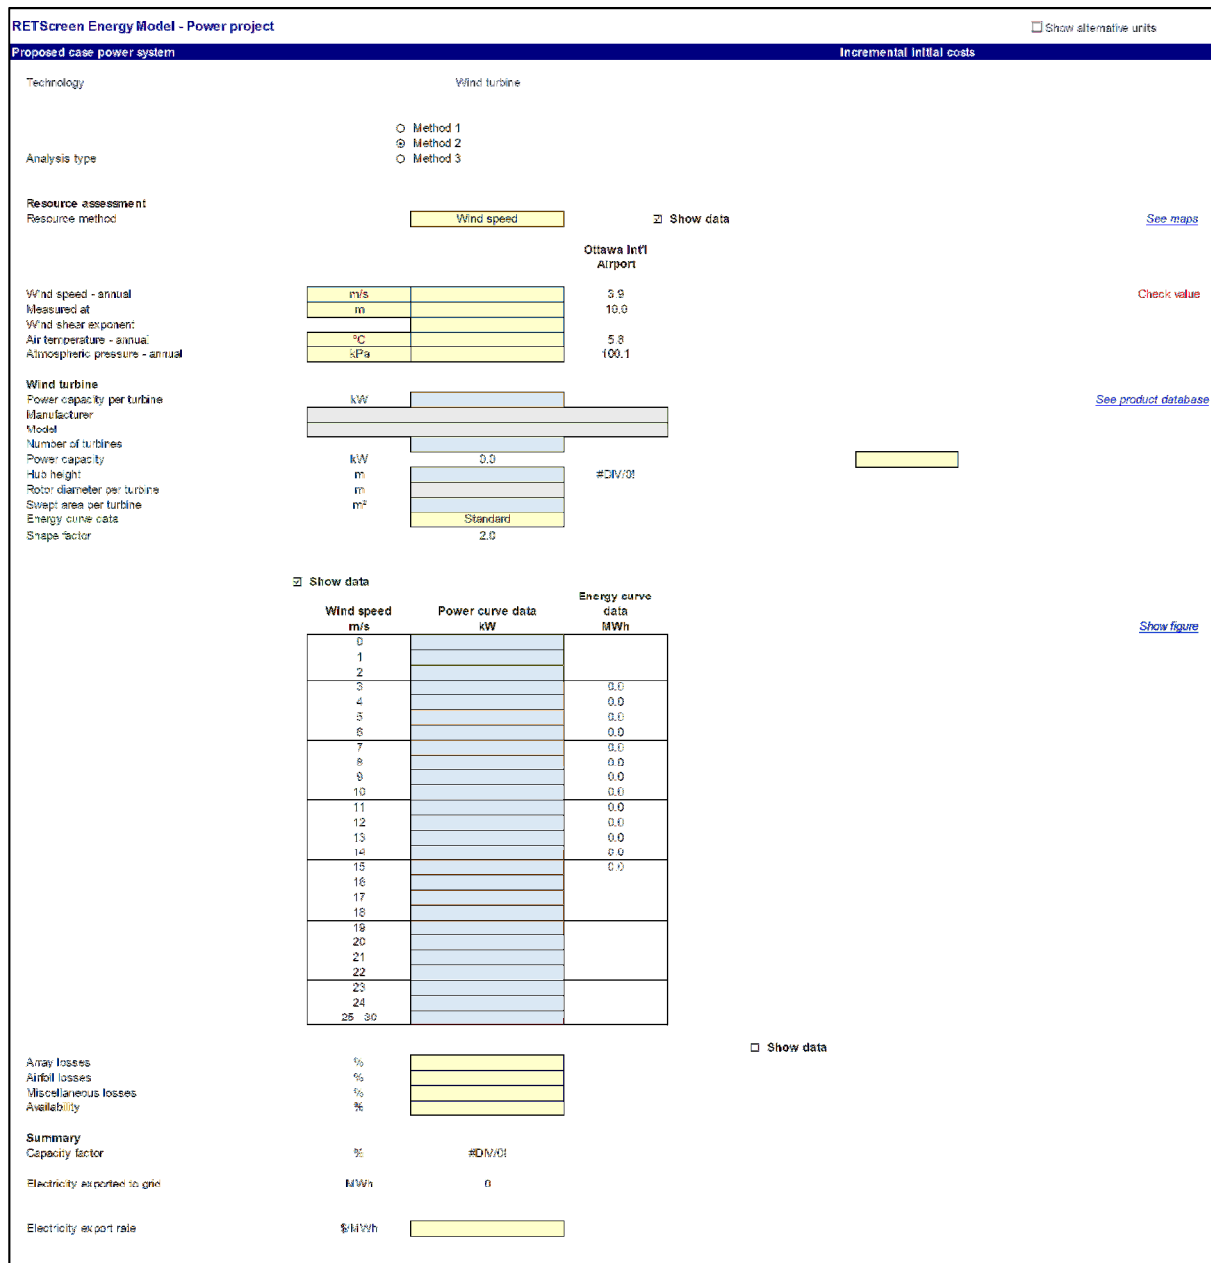 RETScreen Energy Model - Power project
Show alternative units
Proposed case power system Incremental initial costs
Technology Wind turbine
Method 1
Method 2
Analysis type Method 3
Resource assessment
Resource method Wind speed Show data See maps
Ottawa Int'l
Airport
Wind speed - annual m/s 3.9 Check value
Measured at m 10.0
Wind shear exponent
Air temperature - annual °C 5.8
Atmospheric pressure - annual kPa 100.1
Wind turbine
Power capacity per turbine kW See product database
Manufacturer
Model
Number of turbines
Power capacity kW 0.0
Hub height m #DIV/0!
Rotor diameter per turbine m
Swept area per turbine m²
Energy curve data Standard
Shape factor 2.0
Show data
Energy curve
Wind speed Power curve data data
m/s kW MWh Show figure
0
1
2
3 0.0
4 0.0
5 0.0
6 0.0
7 0.0
8 0.0
9 0.0
10 0.0
11 0.0
12 0.0
13 0.0
14 0.0
15 0.0
16
17
18
19
20
21
22
23
24
25 - 30
Show data
Array losses %
Airfoil losses %
Miscellaneous losses %
Availability %
Summary
Capacity factor % #DIV/0!
Electricity exported to grid MWh 0
Electricity export rate $/MWh